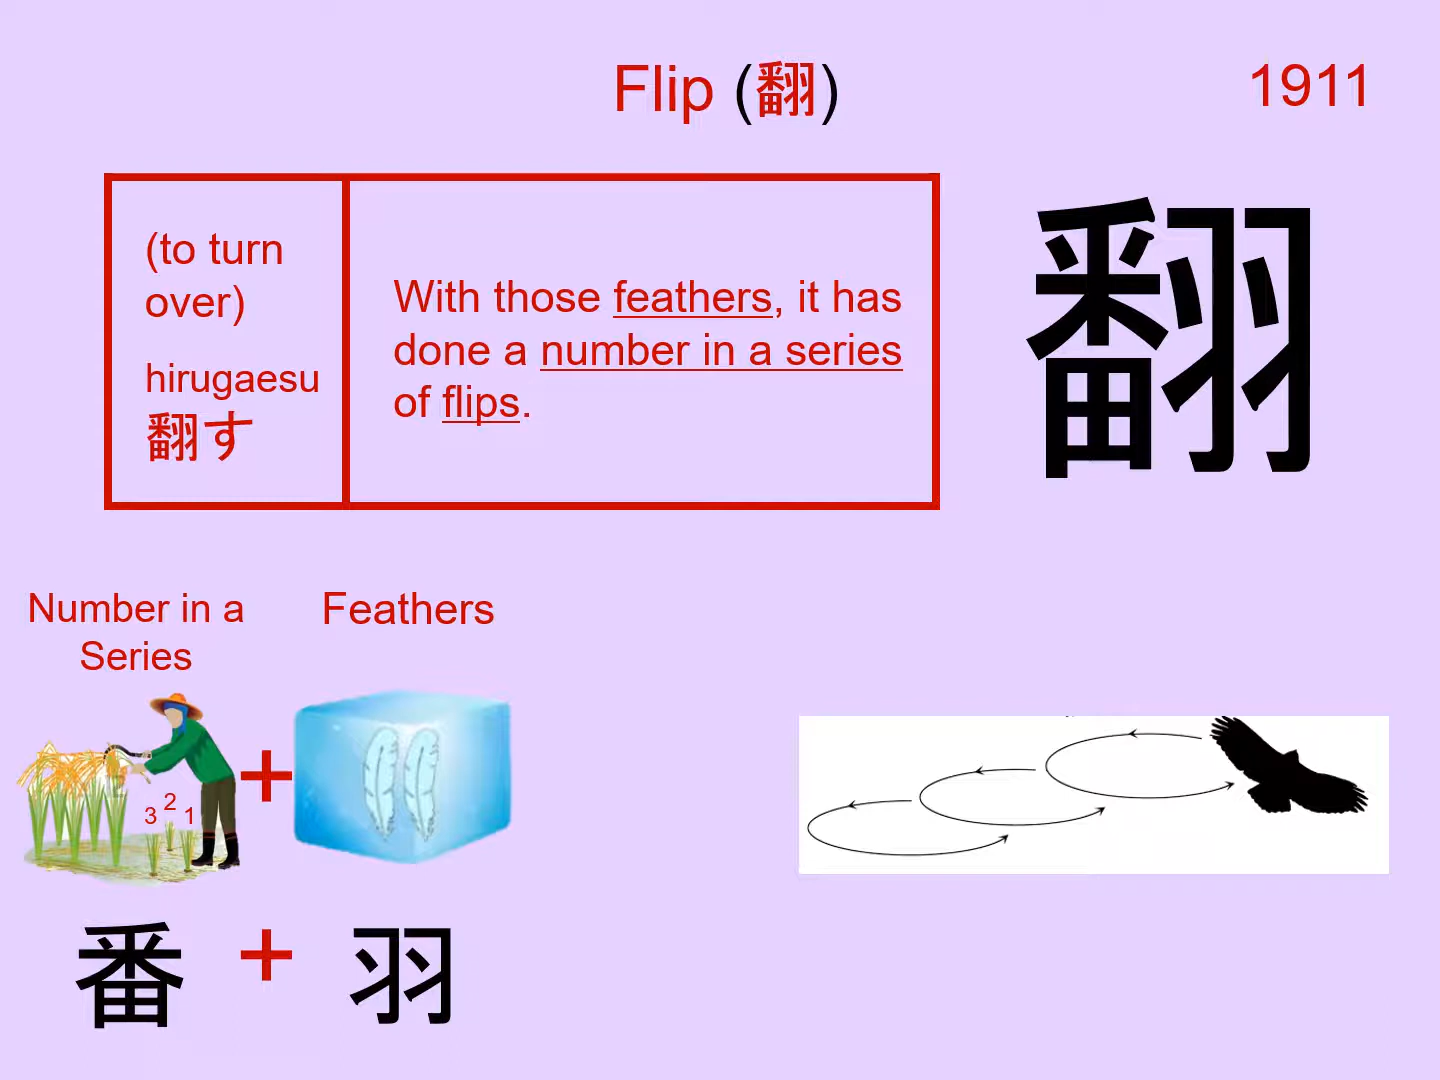 Flip (翻)
1911
(to turn
over)
hirugaesu
翻す
With those feathers, it has
done a number in a series
of flips.
翻
Number in a
Series
Feathers
+
3 2 1
番 + 羽